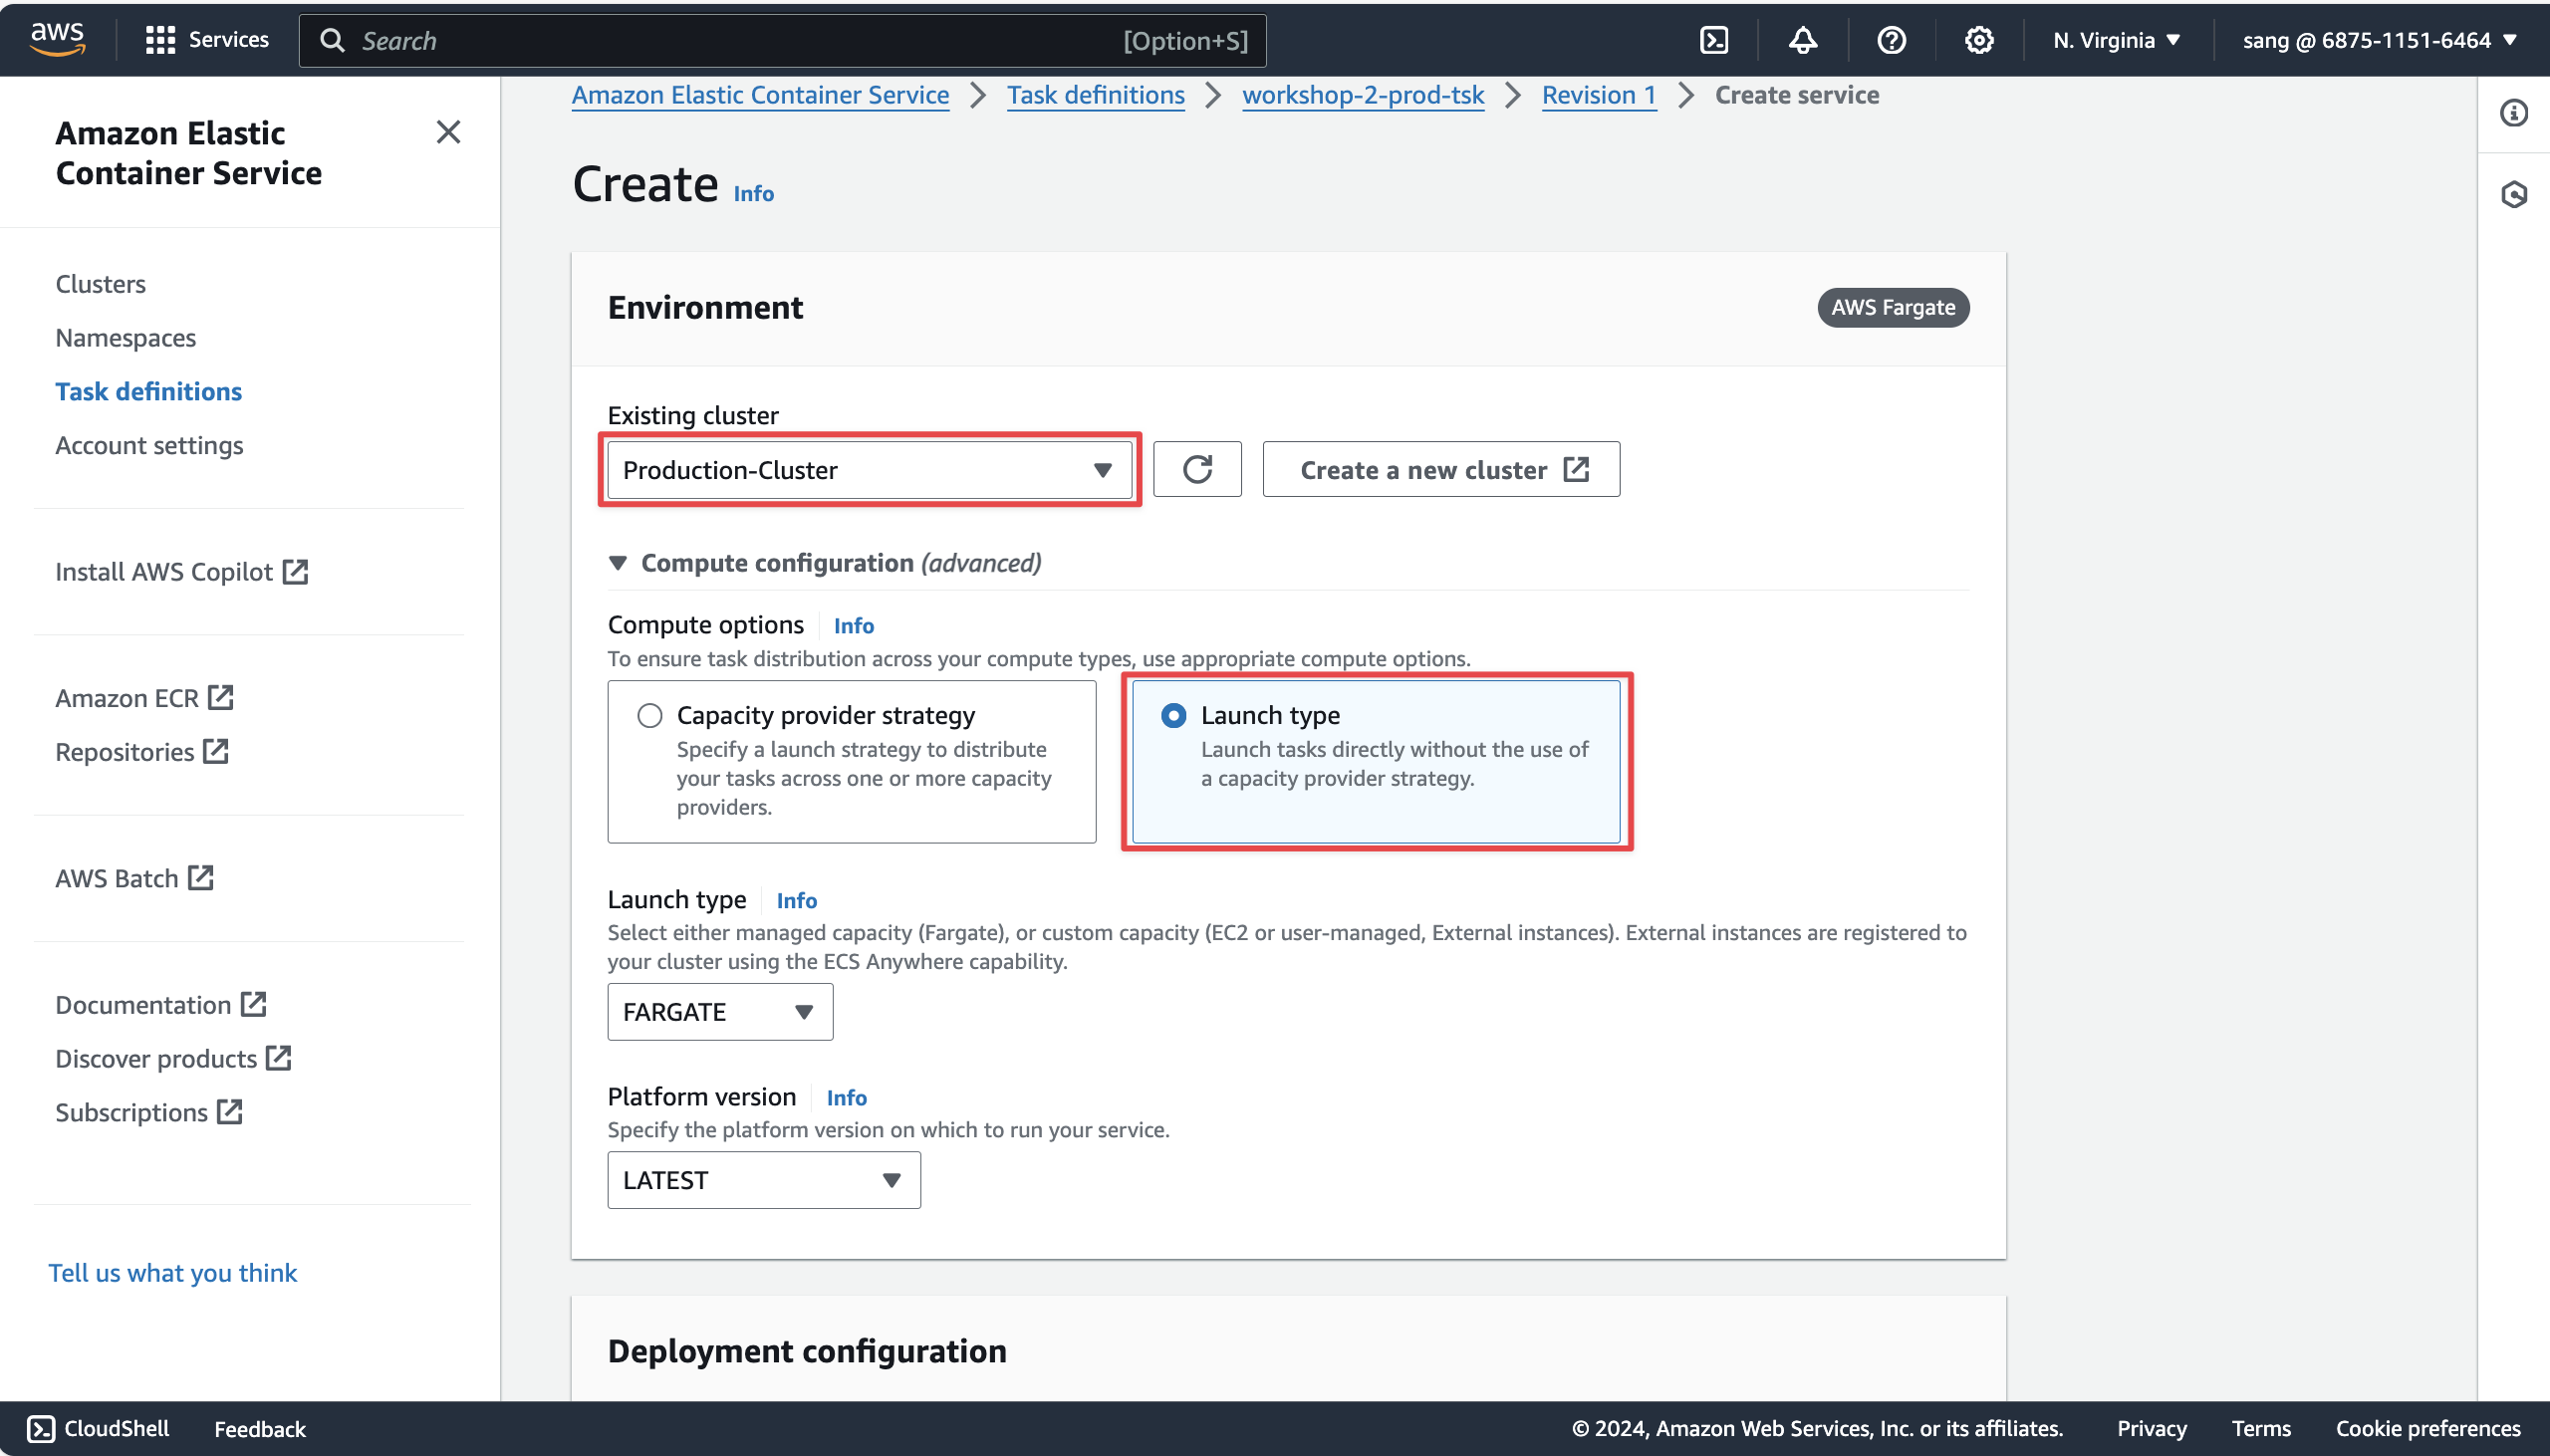 aws
Services
Search
[Option+S]
N. Virginia
sang @ 6875-1151-6464
Amazon Elastic Container Service
Clusters
Namespaces
Task definitions
Account settings
Install AWS Copilot
Amazon ECR
Repositories
AWS Batch
Documentation
Discover products
Subscriptions
Tell us what you think
Amazon Elastic Container Service
Task definitions
workshop-2-prod-tsk
Revision 1
Create service
Create Info
Environment
AWS Fargate
Existing cluster
Production-Cluster
Create a new cluster
Compute configuration (advanced)
Compute options Info
To ensure task distribution across your compute types, use appropriate compute options.
Capacity provider strategy
Specify a launch strategy to distribute
your tasks across one or more capacity
providers.
Launch type
Launch tasks directly without the use of
a capacity provider strategy.
Launch type Info
Select either managed capacity (Fargate), or custom capacity (EC2 or user-managed, External instances). External instances are registered to
your cluster using the ECS Anywhere capability.
FARGATE
Platform version Info
Specify the platform version on which to run your service.
LATEST
Deployment configuration
CloudShell
Feedback
© 2024, Amazon Web Services, Inc. or its affiliates.
Privacy
Terms
Cookie preferences